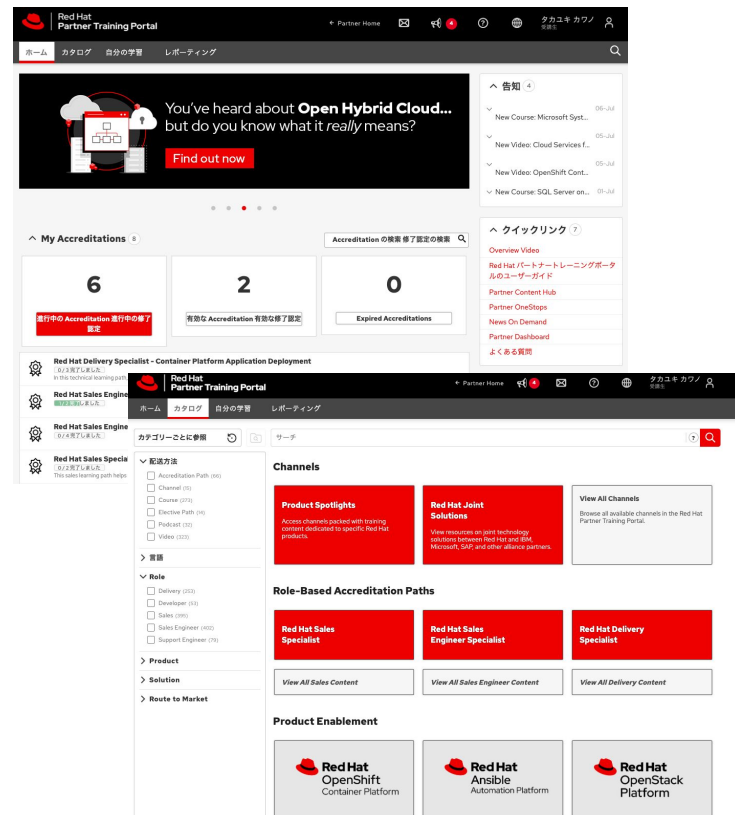 Red Hat
Partner Training Portal
Partner Home
4
タカユキ カワノ
受講生
ホーム
カタログ
自分の学習
レポーティング
You've heard about Open Hybrid Cloud...
but do you know what it really means?
Find out now
告知 4
06-Jul
New Course: Microsoft Syst...
05-Jul
New Video: Cloud Services f...
05-Jul
New Video: OpenShift Cont...
New Course: SQL Server on...
01-Jul
My Accreditations 8
Accreditation の検索 修了認定の検索
6
進行中の Accreditation 進行中の修了
認定
2
有効な Accreditation 有効な修了認定
0
Expired Accreditations
クイックリンク 7
Overview Video
Red Hat パートナートレーニングポータ
ルのユーザーガイド
Partner Content Hub
Partner OneStops
News On Demand
Partner Dashboard
よくある質問
Red Hat Delivery Specialist - Container Platform Application Deployment
0/3 完了しました
In this technical learning path
Red Hat Sales Engine
しました
Red Hat Sales Engine
0/4 完了しました
Red Hat Sales Specia
0/2 完了しました
This sales learning path helps
Red Hat
Partner Training Portal
Partner Home
4
タカユキ カワノ
受講生
ホーム
カタログ
自分の学習
レポーティング
カテゴリーごとに参照
サーチ
配送方法
Accreditation Path (66)
Channel (15)
Course (273)
Elective Path (14)
Podcast (32)
Video (323)
言語
Role
Delivery (203)
Developer (53)
Sales (395)
Sales Engineer (402)
Support Engineer (79)
Product
Solution
Route to Market
Channels
Product Spotlights
Access channels packed with training
content dedicated to specific Red Hat
products.
Red Hat Joint
Solutions
View resources on joint technology
solutions between Red Hat and IBM,
Microsoft, SAP, and other alliance partners.
View All Channels
Browse all available channels in the Red Hat
Partner Training Portal.
Role-Based Accreditation Paths
Red Hat Sales
Specialist
Red Hat Sales
Engineer Specialist
Red Hat Delivery
Specialist
View All Sales Content
View All Sales Engineer Content
View All Delivery Content
Product Enablement
Red Hat
OpenShift
Container Platform
Red Hat
Ansible
Automation Platform
Red Hat
OpenStack
Platform